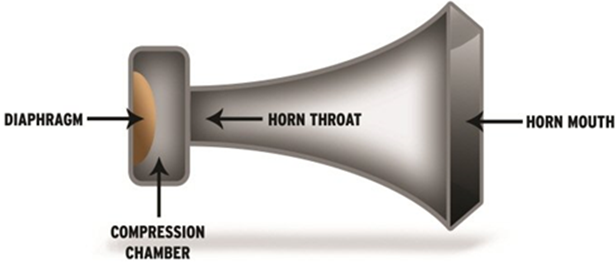 DIAPHRAGM
HORN THROAT
HORN MOUTH
COMPRESSION
CHAMBER